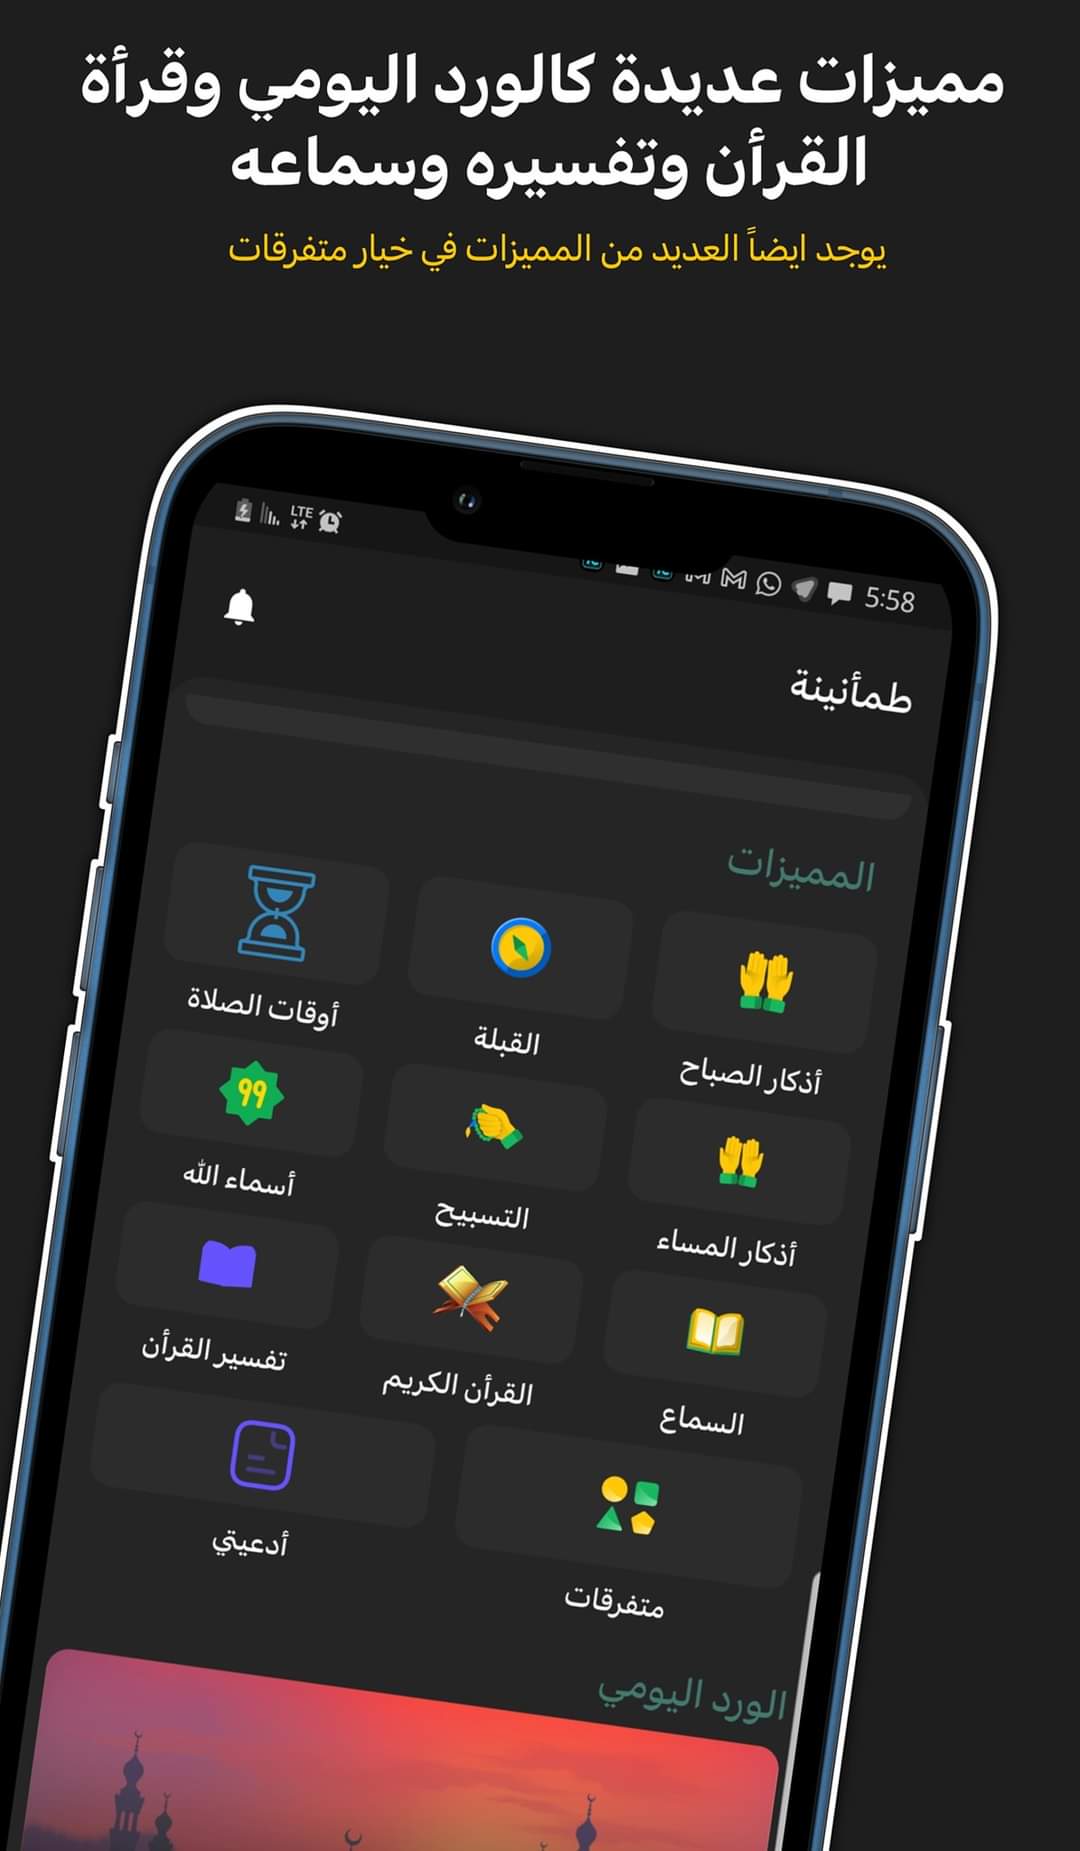 مميزات عديدة كالورد اليومي وقرأة
القرأن وتفسيره وسماعه
يوجد ايضاً العديد من المميزات في خيار متفرقات
LTE
5:58
طمأنينة
المميزات
أذكار الصباح
القبلة
أوقات الصلاة
99
أذكار المساء
التسبيح
أسماء الله
السماع
القرأن الكريم
تفسير القرأن
متفرقات
أدعيتي
الورد اليومي